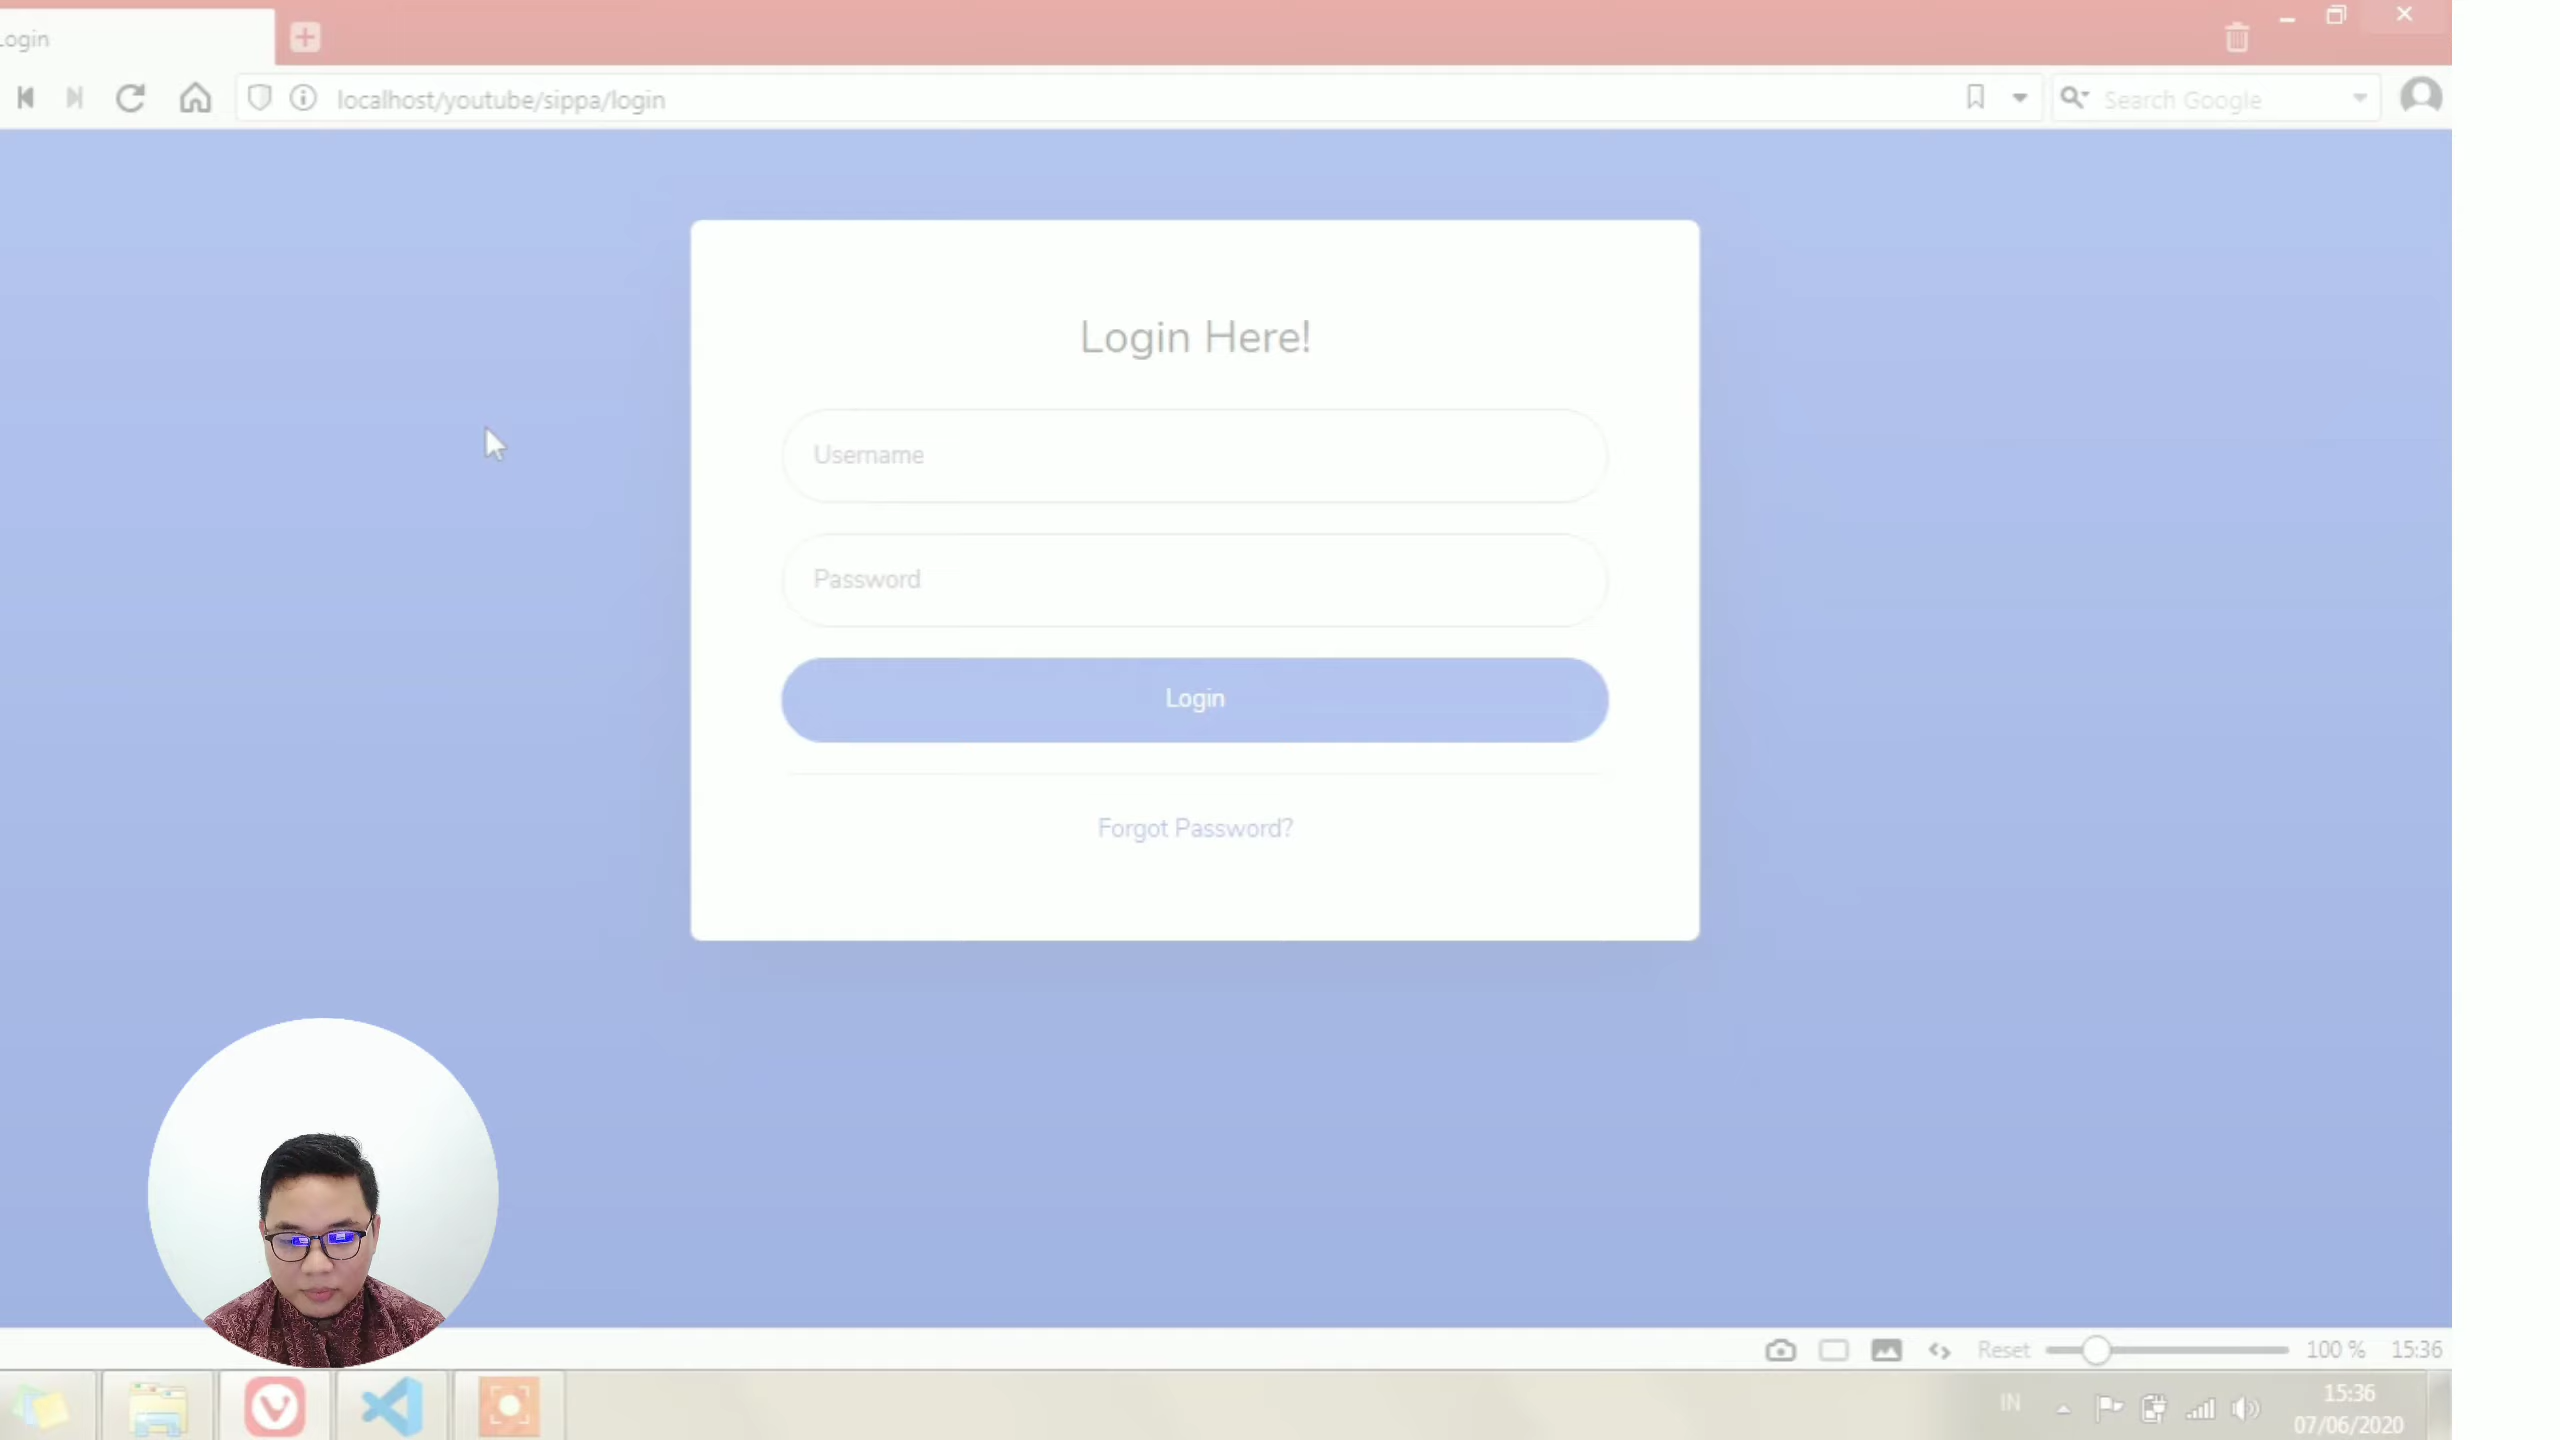 Login
localhost/youtube/sippa/login
Search Google
Login Here!
Username
Password
Login
Forgot Password?
Reset
100 %
15:36
IN
15:36
07/06/2020